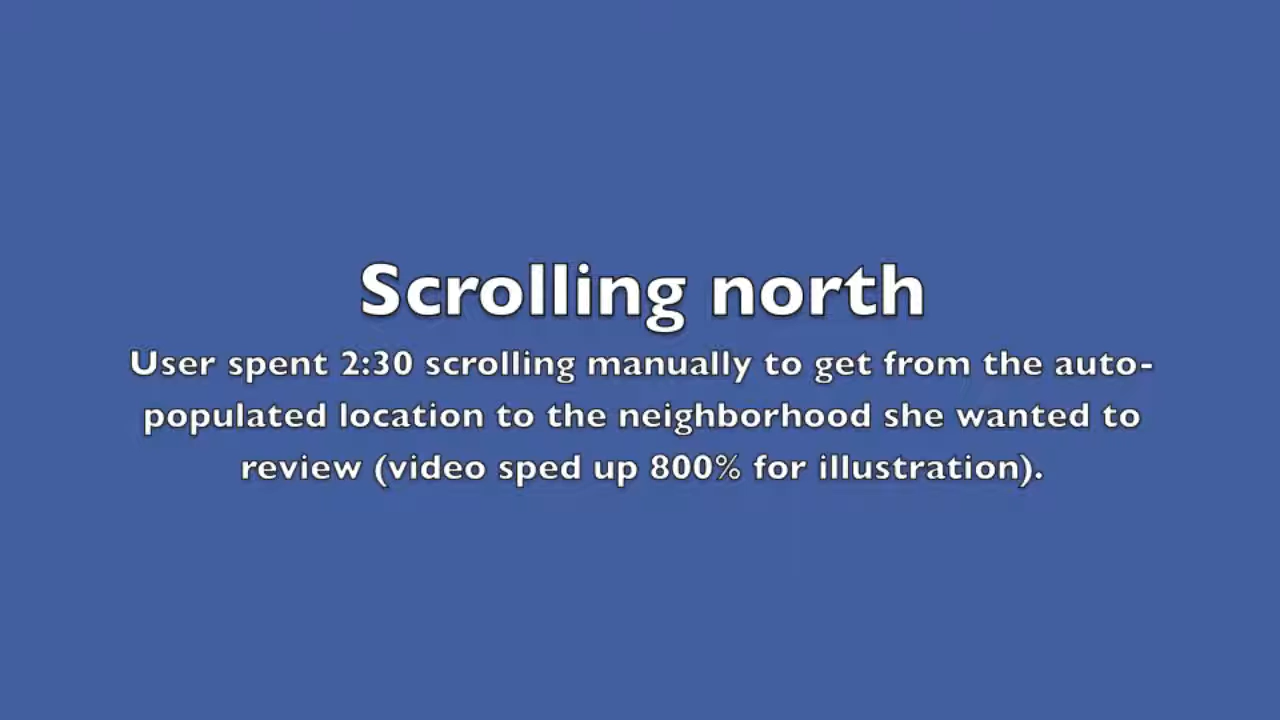 Scrolling north
User spent 2:30 scrolling manually to get from the auto-
populated location to the neighborhood she wanted to
review (video sped up 800% for illustration).